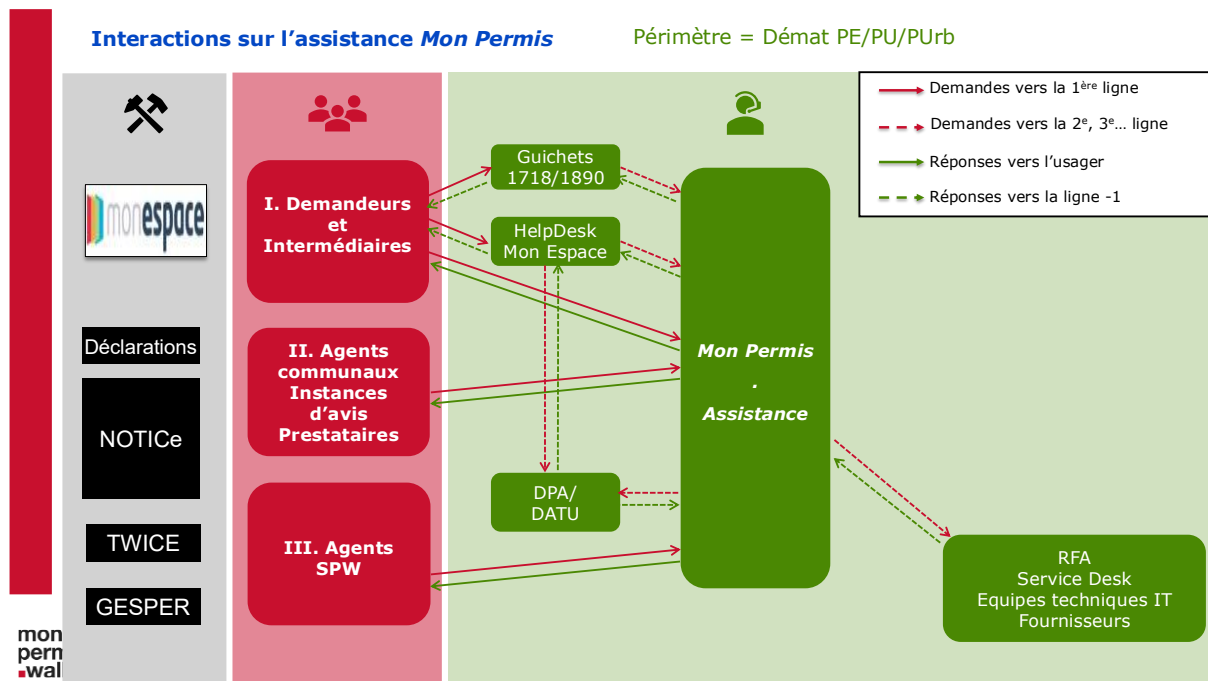 Interactions sur l’assistance Mon Permis
Périmètre = Démat PE/PU/PUrb
Demandes vers la 1ère ligne
Demandes vers la 2e, 3e... ligne
Réponses vers l’usager
Réponses vers la ligne -1
monespace
Déclarations
NOTICe
TWICE
GESPER
I. Demandeurs
et
Intermédiaires
II. Agents
communaux
Instances
d’avis
Prestataires
III. Agents
SPW
Guichets
1718/1890
HelpDesk
Mon Espace
DPA/
DATU
Mon Permis
.
Assistance
RFA
Service Desk
Equipes techniques IT
Fournisseurs
mon
perm
wal